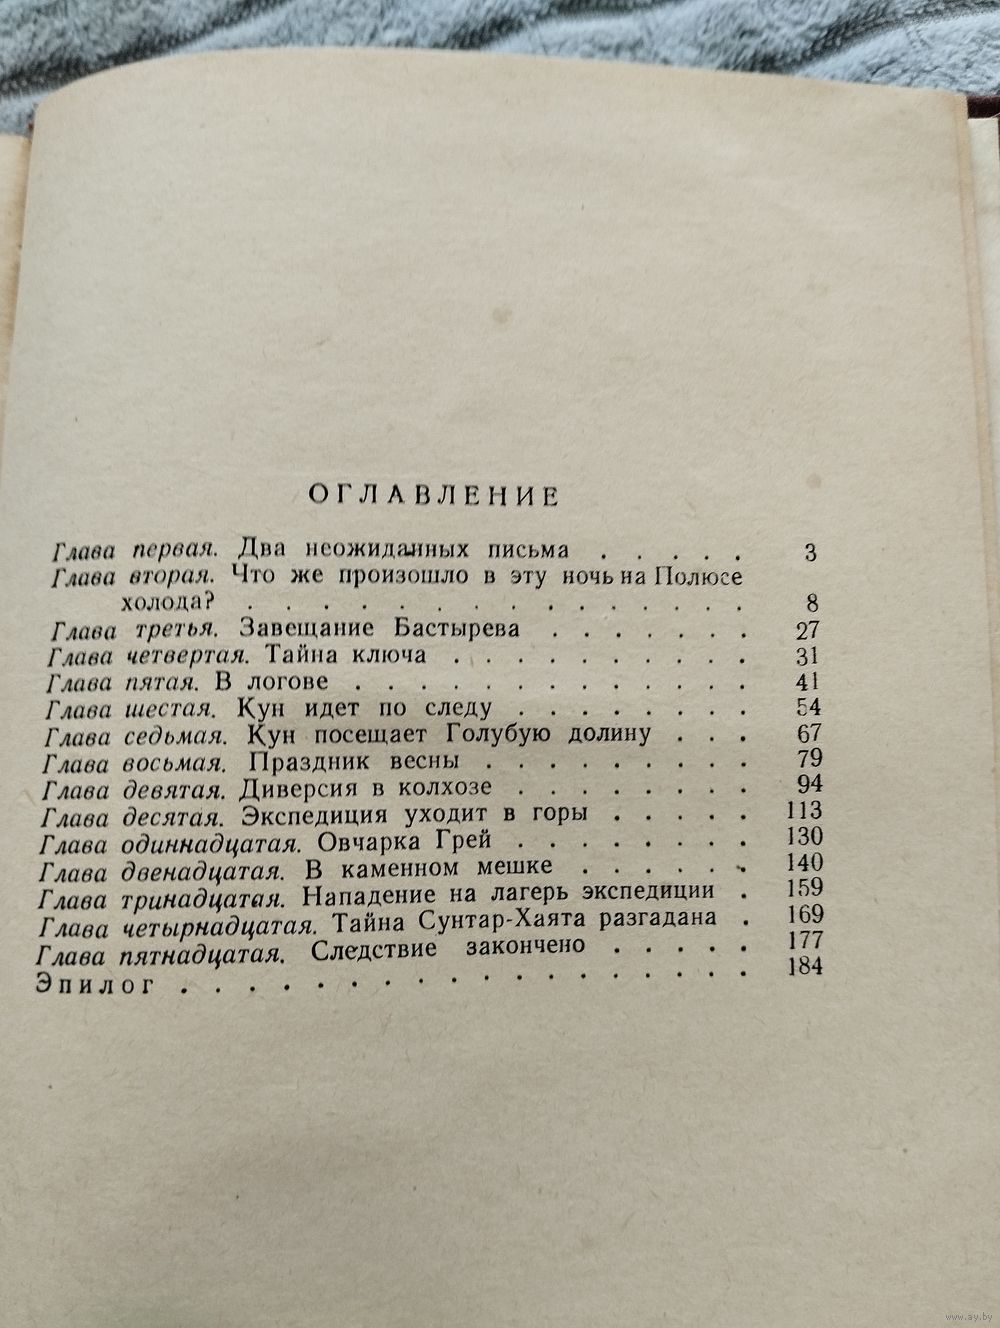 ОГЛАВЛЕНИЕ
Глава первая. Два неожиданных письма . . . . . 3
Глава вторая. Что же произошло в эту ночь на Полюсе
холода? . . . . . . . . . . . . . . . . 8
Глава третья. Завещание Бастырева . . . . . . . 27
Глава четвертая. Тайна ключа . . . . . . . . . . 31
Глава пятая. В логове . . . . . . . . . . . . . 41
Глава шестая. Кун идет по следу . . . . . . . . 54
Глава седьмая. Кун посещает Голубую долину . . . 67
Глава восьмая. Праздник весны . . . . . . . . . 79
Глава девятая. Диверсия в колхозе . . . . . . . . 94
Глава десятая. Экспедиция уходит в горы . . . . . 113
Глава одиннадцатая. Овчарка Грей . . . . . . . . 130
Глава двенадцатая. В каменном мешке . . . . . . 140
Глава тринадцатая. Нападение на лагерь экспедиции . 159
Глава четырнадцатая. Тайна Сунтар-Хаята разгадана . 169
Глава пятнадцатая. Следствие закончено . . . . . 177
Эпилог . . . . . . . . . . . . . . . . . 184
www.ay.by